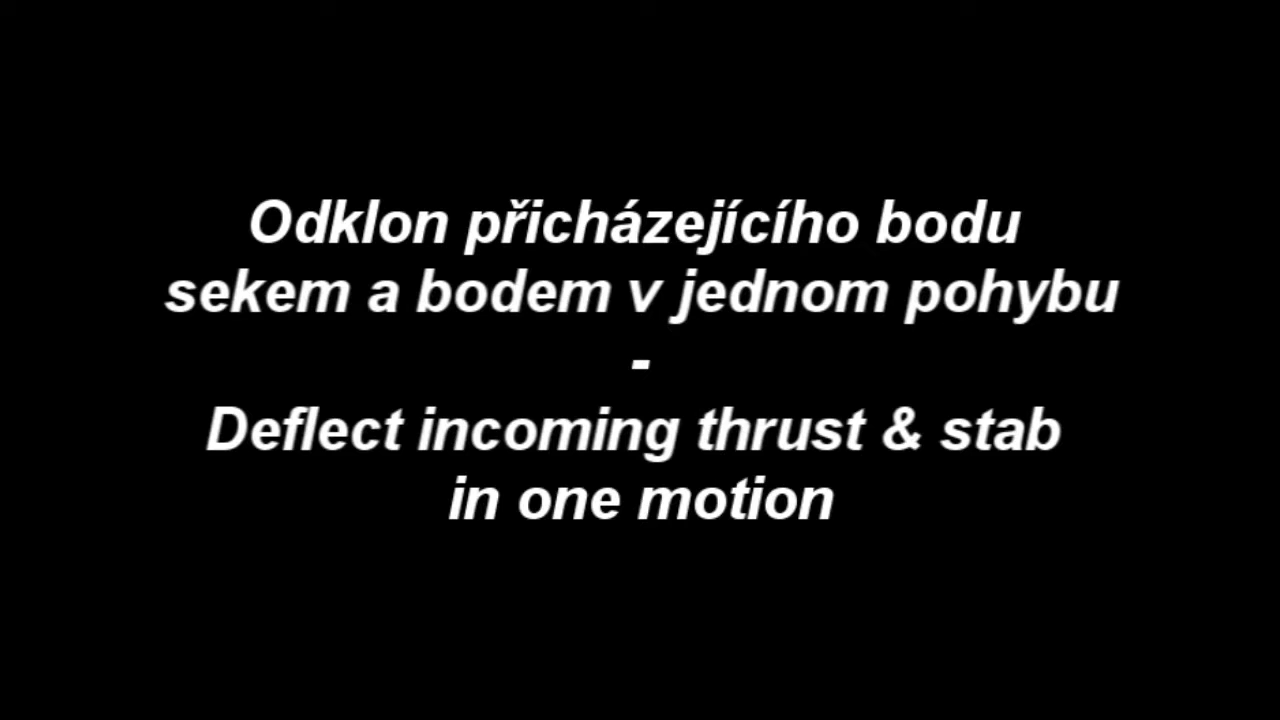 Odklon přicházejícího bodu
sekem a bodem v jednom pohybu
-
Deflect incoming thrust & stab
in one motion